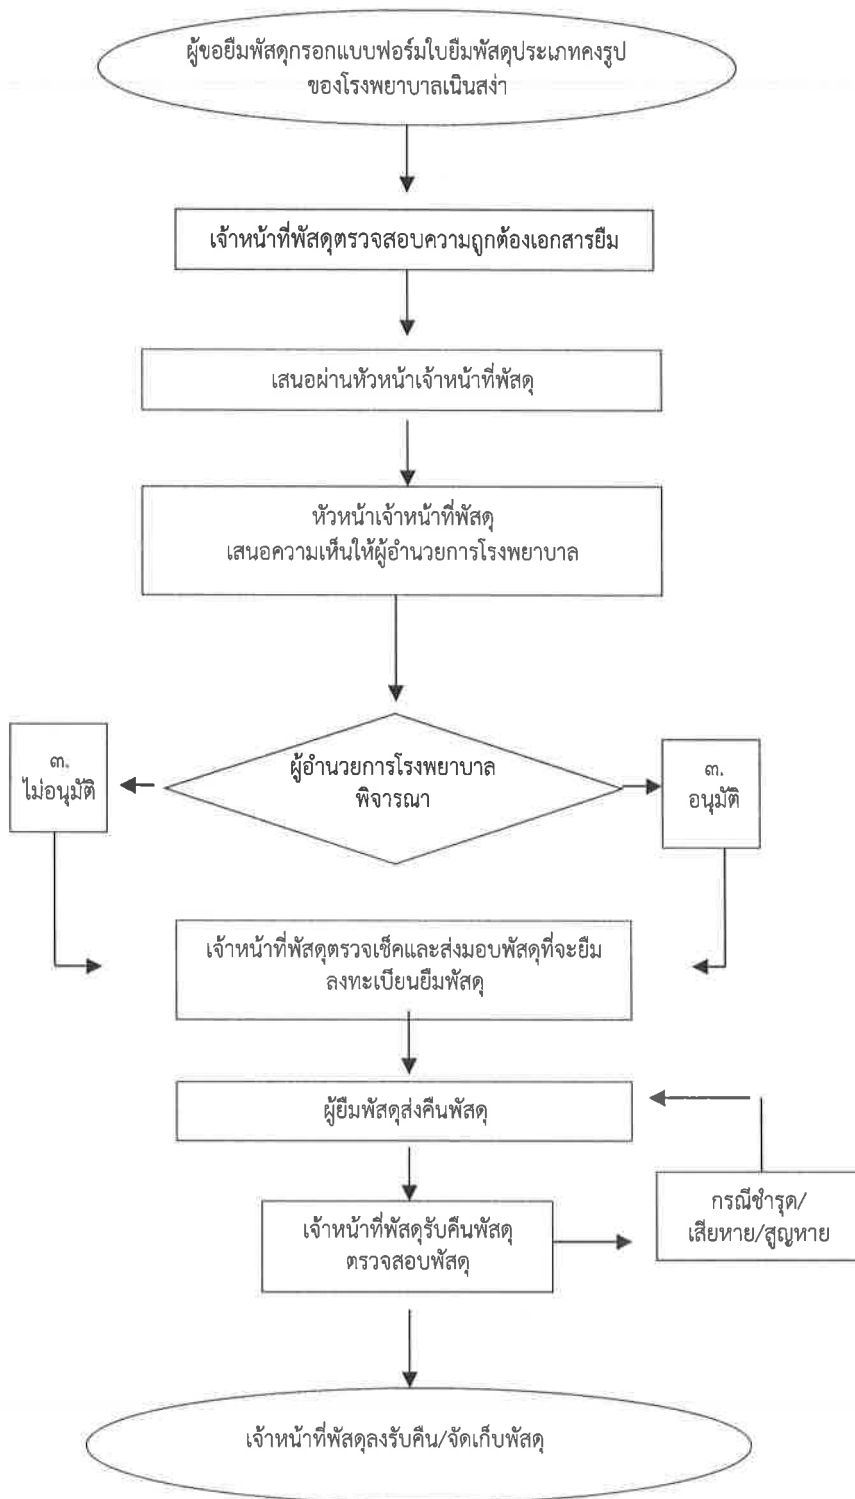 ผู้ขอยืมพัสดุกรอกแบบฟอร์มใบยืมพัสดุประเภทคงรูป
ของโรงพยาบาลเนินสง่า
เจ้าหน้าที่พัสดุตรวจสอบความถูกต้องเอกสารยืม
เสนอผ่านหัวหน้าเจ้าหน้าที่พัสดุ
หัวหน้าเจ้าหน้าที่พัสดุ
เสนอความเห็นให้ผู้อำนวยการโรงพยาบาล
๓.
ไม่อนุมัติ
ผู้อำนวยการโรงพยาบาล
พิจารณา
๓.
อนุมัติ
เจ้าหน้าที่พัสดุตรวจเช็คและส่งมอบพัสดุที่จะยืม
ลงทะเบียนยืมพัสดุ
ผู้ยืมพัสดุส่งคืนพัสดุ
กรณีชำรุด/
เสียหาย/สูญหาย
เจ้าหน้าที่พัสดุรับคืนพัสดุ
ตรวจสอบพัสดุ
เจ้าหน้าที่พัสดุลงรับคืน/จัดเก็บพัสดุ